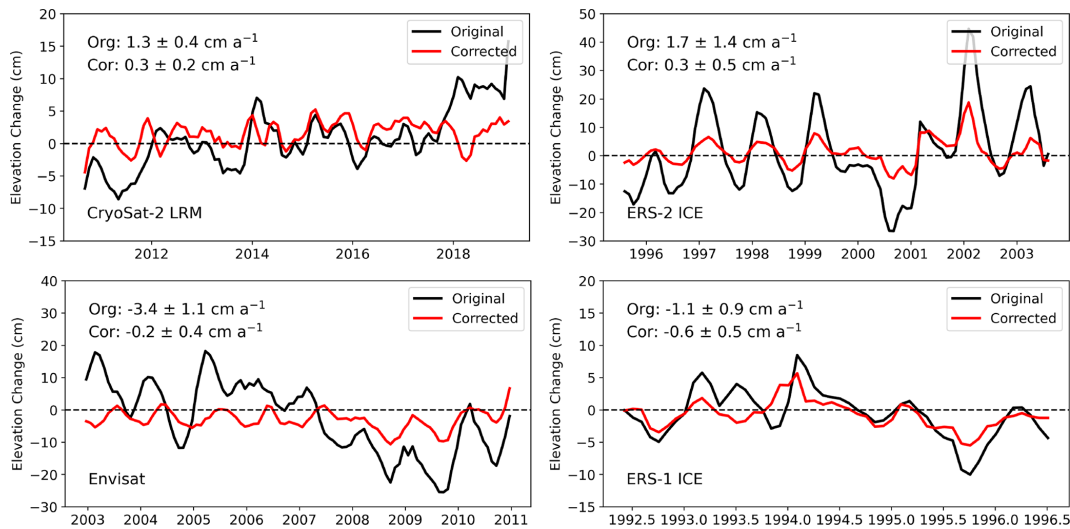 Elevation Change (cm)
20
15
10
5
0
−5
−10
−15
Org: 1.3 ± 0.4 cm a⁻¹
Cor: 0.3 ± 0.2 cm a⁻¹
Original
Corrected
CryoSat-2 LRM
2012 2014 2016 2018
Elevation Change (cm)
50
40
30
20
10
0
−10
−20
−30
Org: 1.7 ± 1.4 cm a⁻¹
Cor: 0.3 ± 0.5 cm a⁻¹
Original
Corrected
ERS-2 ICE
1996 1997 1998 1999 2000 2001 2002 2003
Elevation Change (cm)
40
30
20
10
0
−10
−20
−30
Org: -3.4 ± 1.1 cm a⁻¹
Cor: -0.2 ± 0.4 cm a⁻¹
Original
Corrected
Envisat
2003 2004 2005 2006 2007 2008 2009 2010 2011
Elevation Change (cm)
20
15
10
5
0
−5
−10
−15
Org: -1.1 ± 0.9 cm a⁻¹
Cor: -0.6 ± 0.5 cm a⁻¹
Original
Corrected
ERS-1 ICE
1992.5 1993.0 1993.5 1994.0 1994.5 1995.0 1995.5 1996.0 1996.5